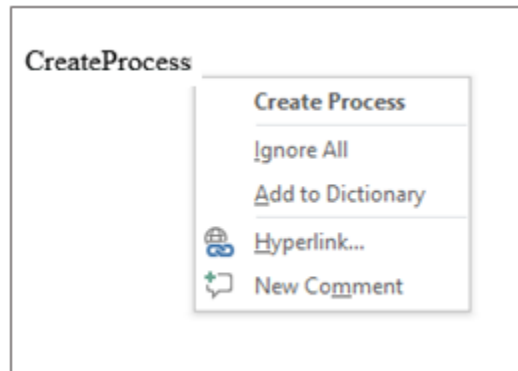 CreateProcess
Create Process
Ignore All
Add to Dictionary
Hyperlink...
New Comment